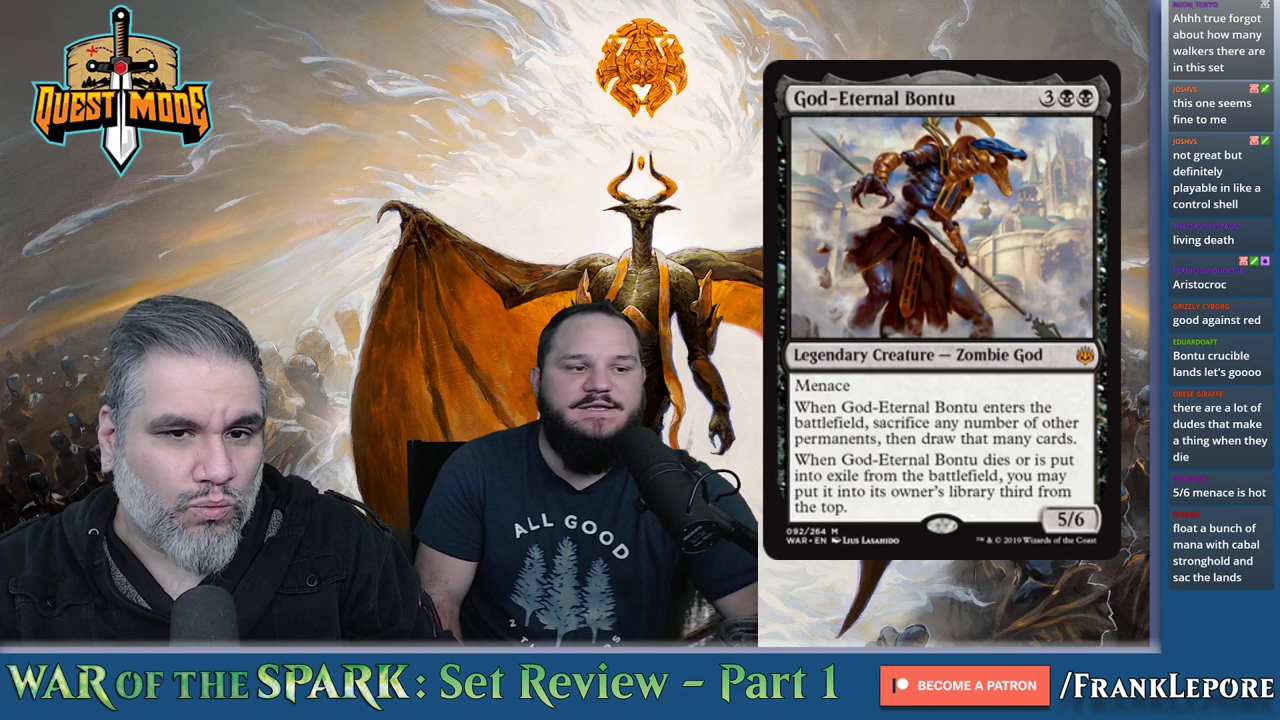 QUEST MODE
God-Eternal Bontu 3
Legendary Creature — Zombie God
Menace
When God-Eternal Bontu enters the
battlefield, sacrifice any number of other
permanents, then draw that many cards.
When God-Eternal Bontu dies or is put
into exile from the battlefield, you may
put it into its owner's library third from
the top.
5/6
092/264 M
WAR • EN LIUS LASAHIDO
™ & © 2019 Wizards of the Coast
ALL GOOD
NEON_TOKYO
Ahhh true forgot
about how many
walkers there are
in this set
JOSHVS
this one seems
fine to me
JOSHVS
not great but
definitely
playable in like a
control shell
living death
Aristocroc
GRIZZLY_CYBORG
good against red
EDUARDOAFT
Bontu crucible
lands let's goooo
OBESE_GIRAFFE
there are a lot of
dudes that make
a thing when they
die
5/6 menace is hot
float a bunch of
mana with cabal
stronghold and
sac the lands
WAR OF THE SPARK: Set Review - Part 1
BECOME A PATRON
/FRANKLEPORE